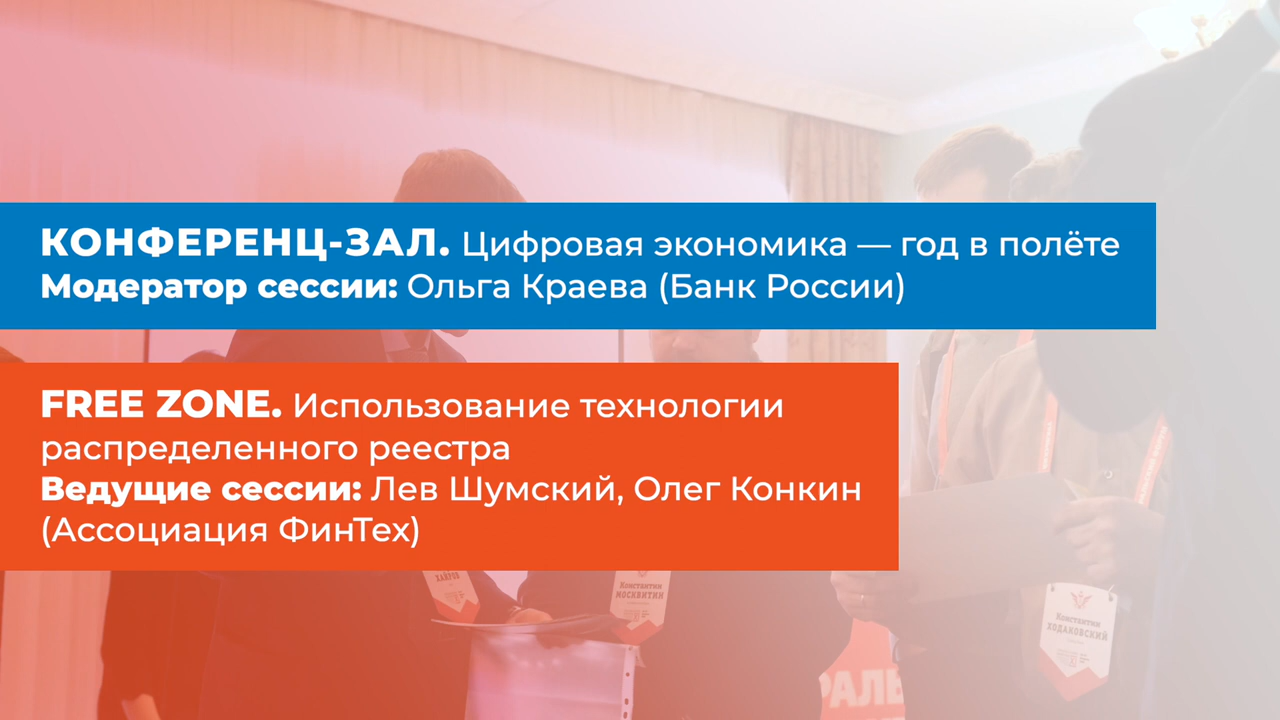 КОНФЕРЕНЦ-ЗАЛ. Цифровая экономика — год в полёте
Модератор сессии: Ольга Краева (Банк России)
FREE ZONE. Использование технологии
распределенного реестра
Ведущие сессии: Лев Шумский, Олег Конкин
(Ассоциация ФинТех)
ХАЙРОВ
Константин
МОСКВИТИН
Константин
ХОДАКОВСКИЙ